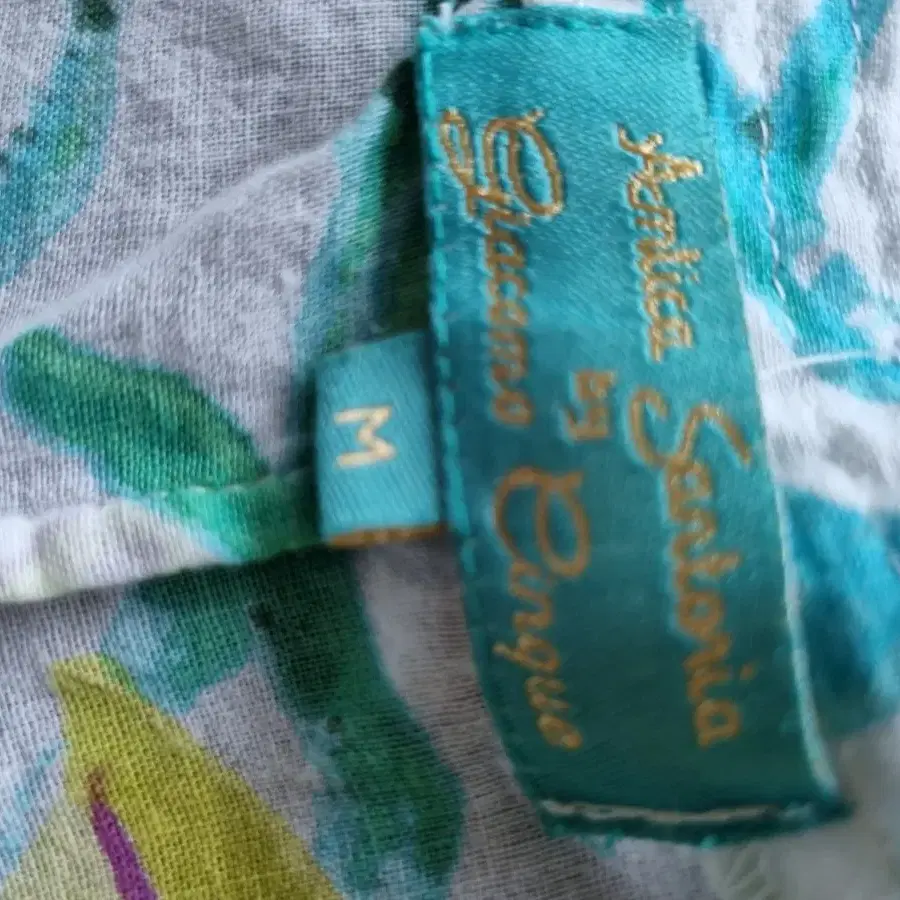 Antica Sartoria
by
Giacomo Cinque
M